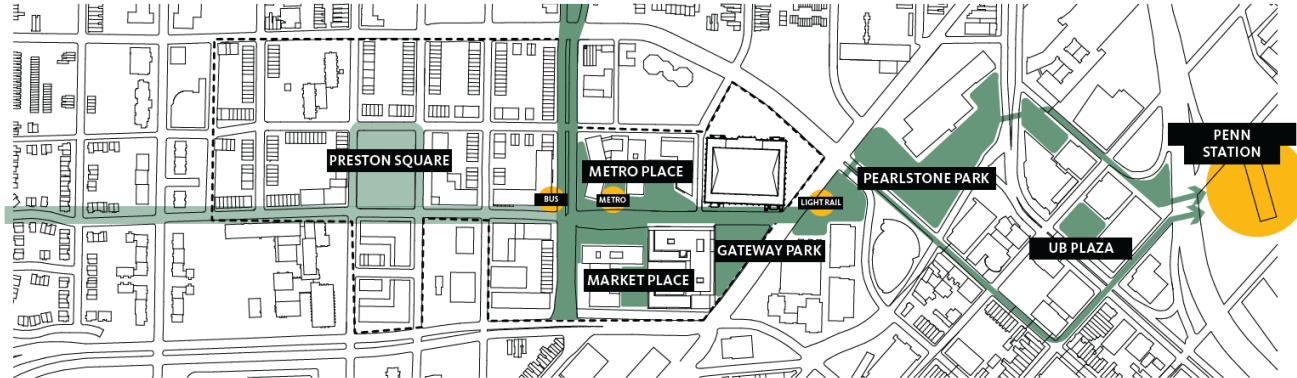 PENN
STATION
PRESTON SQUARE
METRO PLACE
PEARLSTONE PARK
BUS
METRO
LIGHT RAIL
GATEWAY PARK
UB PLAZA
MARKET PLACE